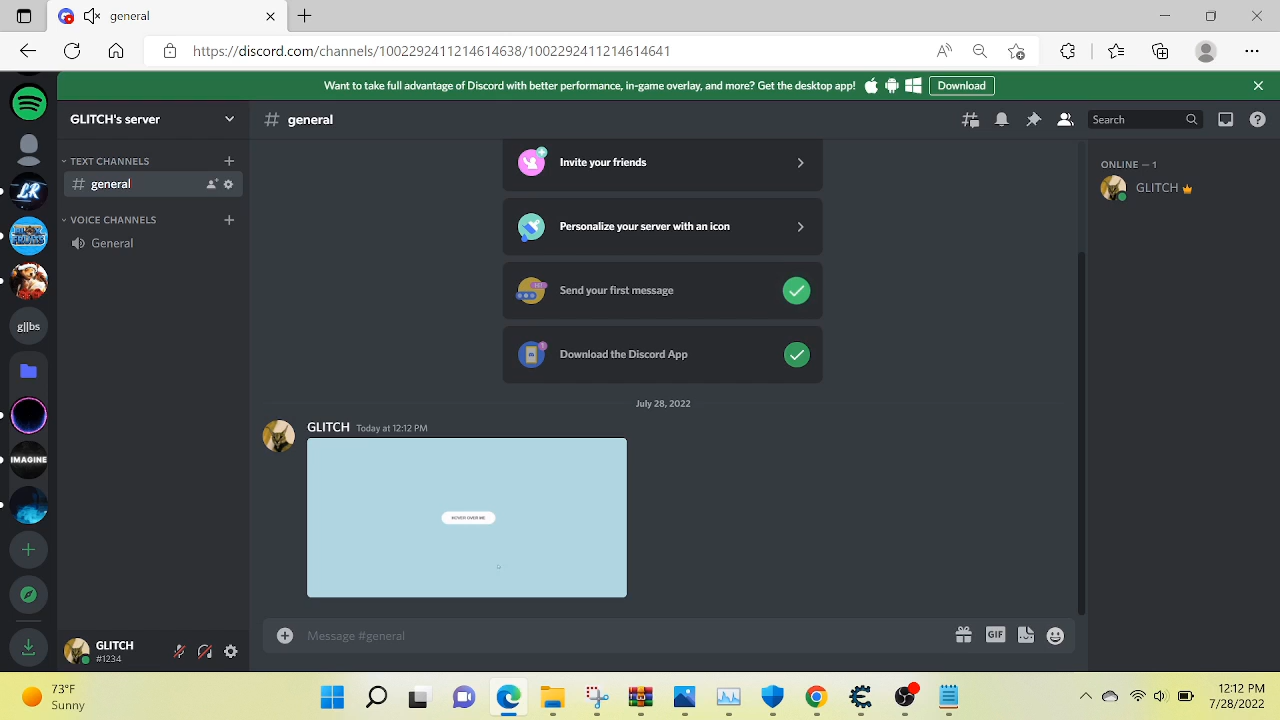 general
https://discord.com/channels/1002292411214614638/1002292411214614641
Want to take full advantage of Discord with better performance, in-game overlay, and more? Get the desktop app!
Download
GLITCH's server
general
Search
TEXT CHANNELS
general
VOICE CHANNELS
General
LR
g||bs
IMAGINE
Invite your friends
Personalize your server with an icon
Send your first message
Download the Discord App
July 28, 2022
GLITCH Today at 12:12 PM
HOVER OVER ME
Message #general
GIF
ONLINE — 1
GLITCH
GLITCH
#1234
73°F
Sunny
12:12 PM
7/28/2022